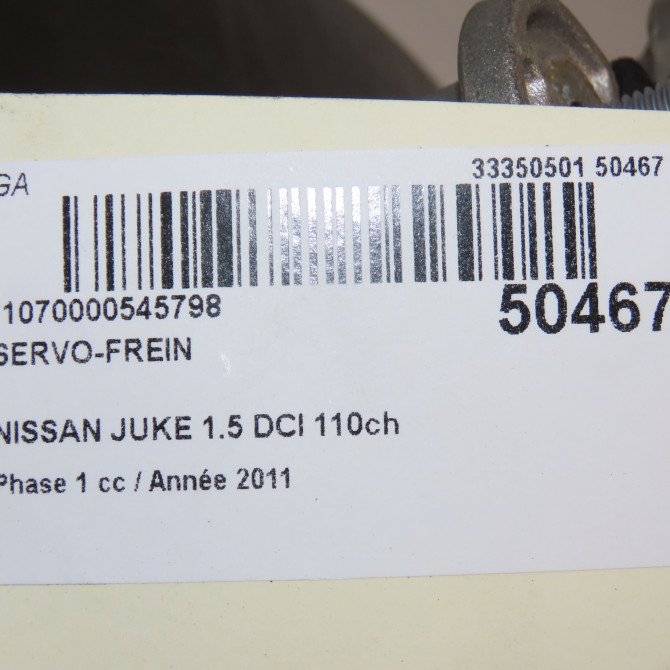 GA
33350501 50467
1070000545798
50467
SERVO-FREIN
NISSAN JUKE 1.5 DCI 110ch
Phase 1 cc / Année 2011